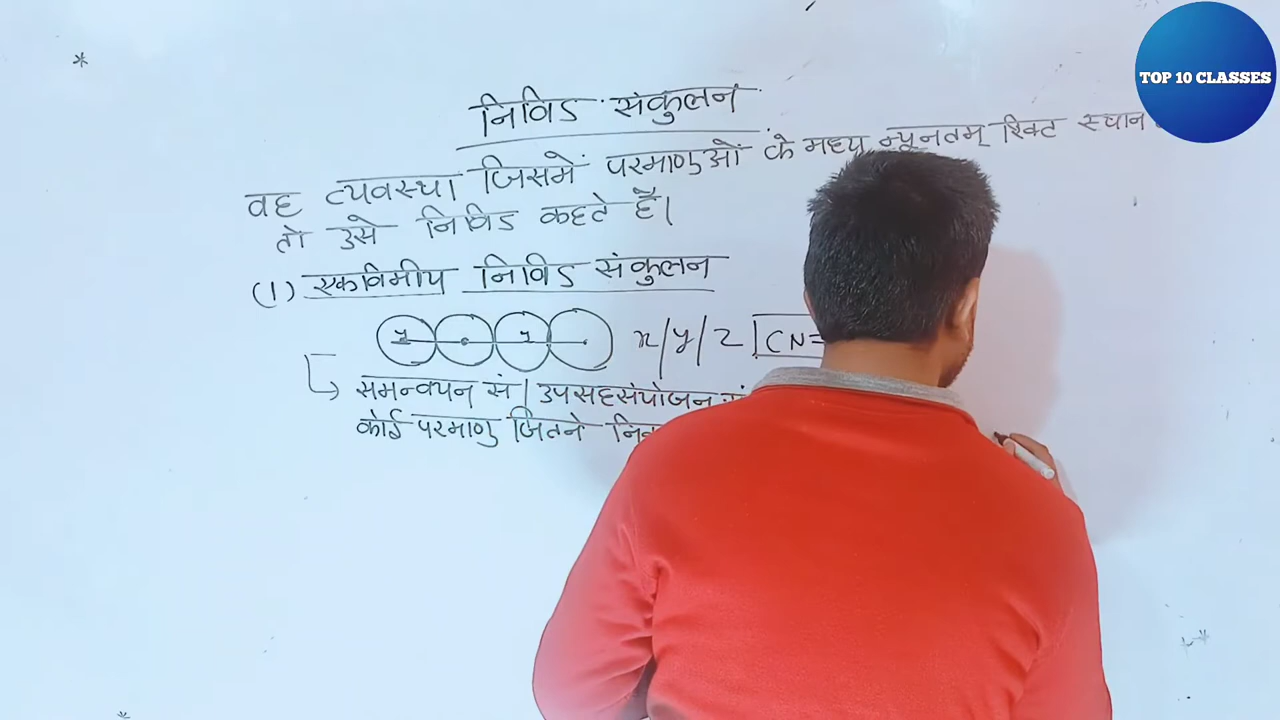 TOP 10 CLASSES
निविड संकुलन
वह व्यवस्था जिसमें परमाणुओं के मध्य न्यूनतम् रिक्ट स्थान
तो उसे निविड कहते है।
(1) एकविमीय निविड संकुलन
x/y/z CN=
समन्वयन सं। उपसहसंयोजन
कोई परमाणु जितने